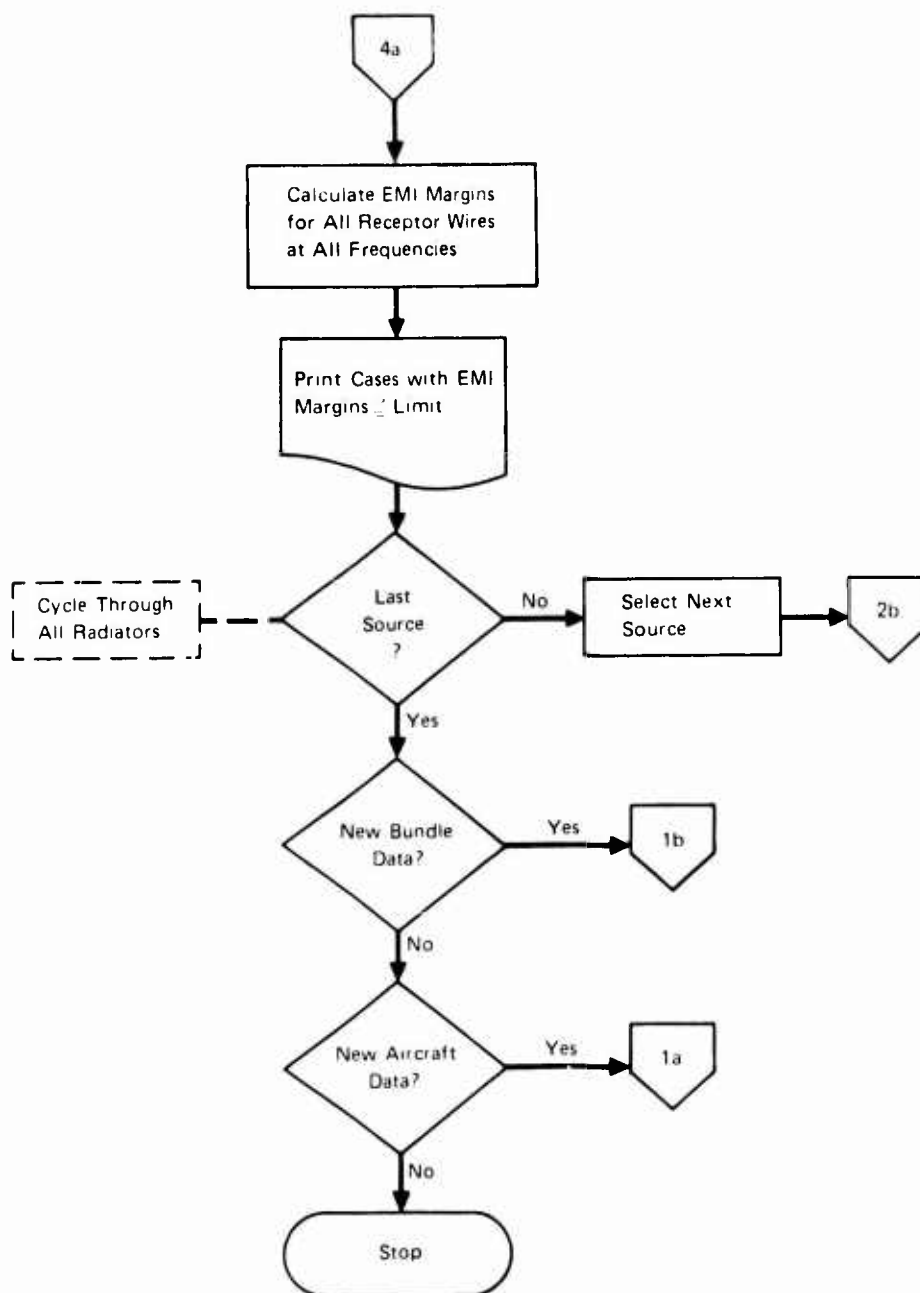 4a
Calculate EMI Margins
for All Receptor Wires
at All Frequencies
Print Cases with EMI
Margins Limit
Cycle Through
All Radiators
Last
Source
?
No
Select Next
Source
2b
Yes
New Bundle
Data?
Yes
1b
No
New Aircraft
Data?
Yes
1a
No
Stop